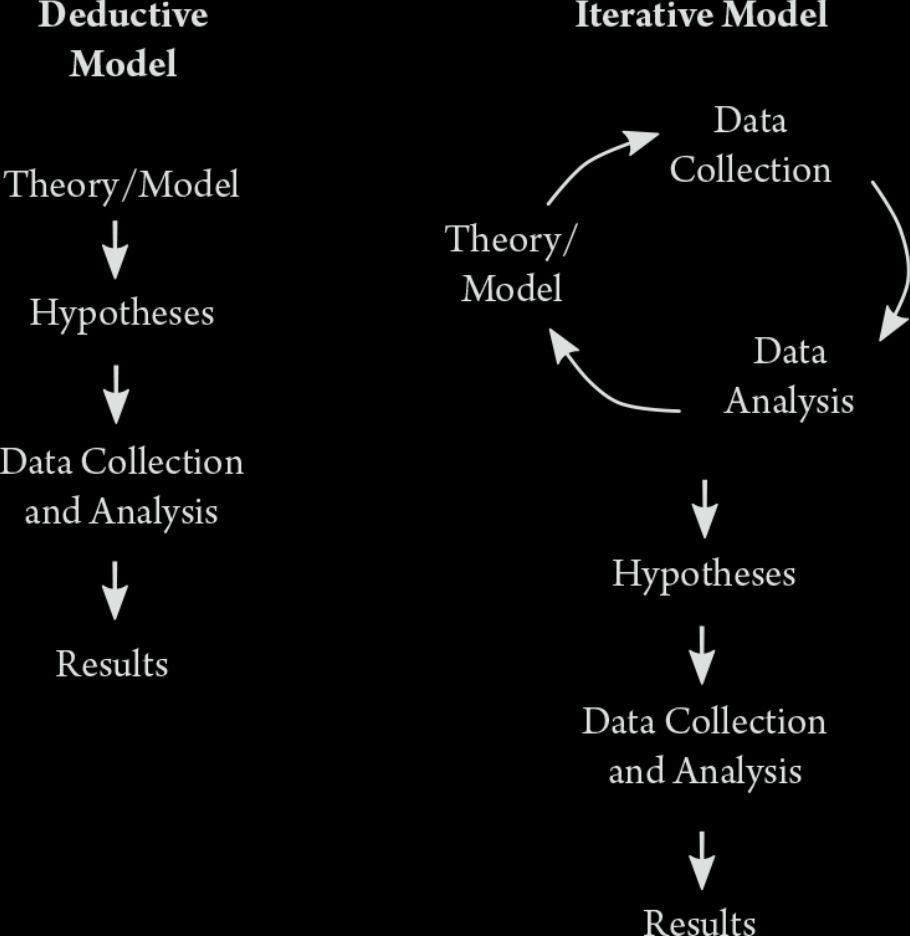 Deductive
Model
Theory/Model
Hypotheses
Data Collection
and Analysis
Results
Iterative Model
Data
Collection
Theory/
Model
Data
Analysis
Hypotheses
Data Collection
and Analysis
Results